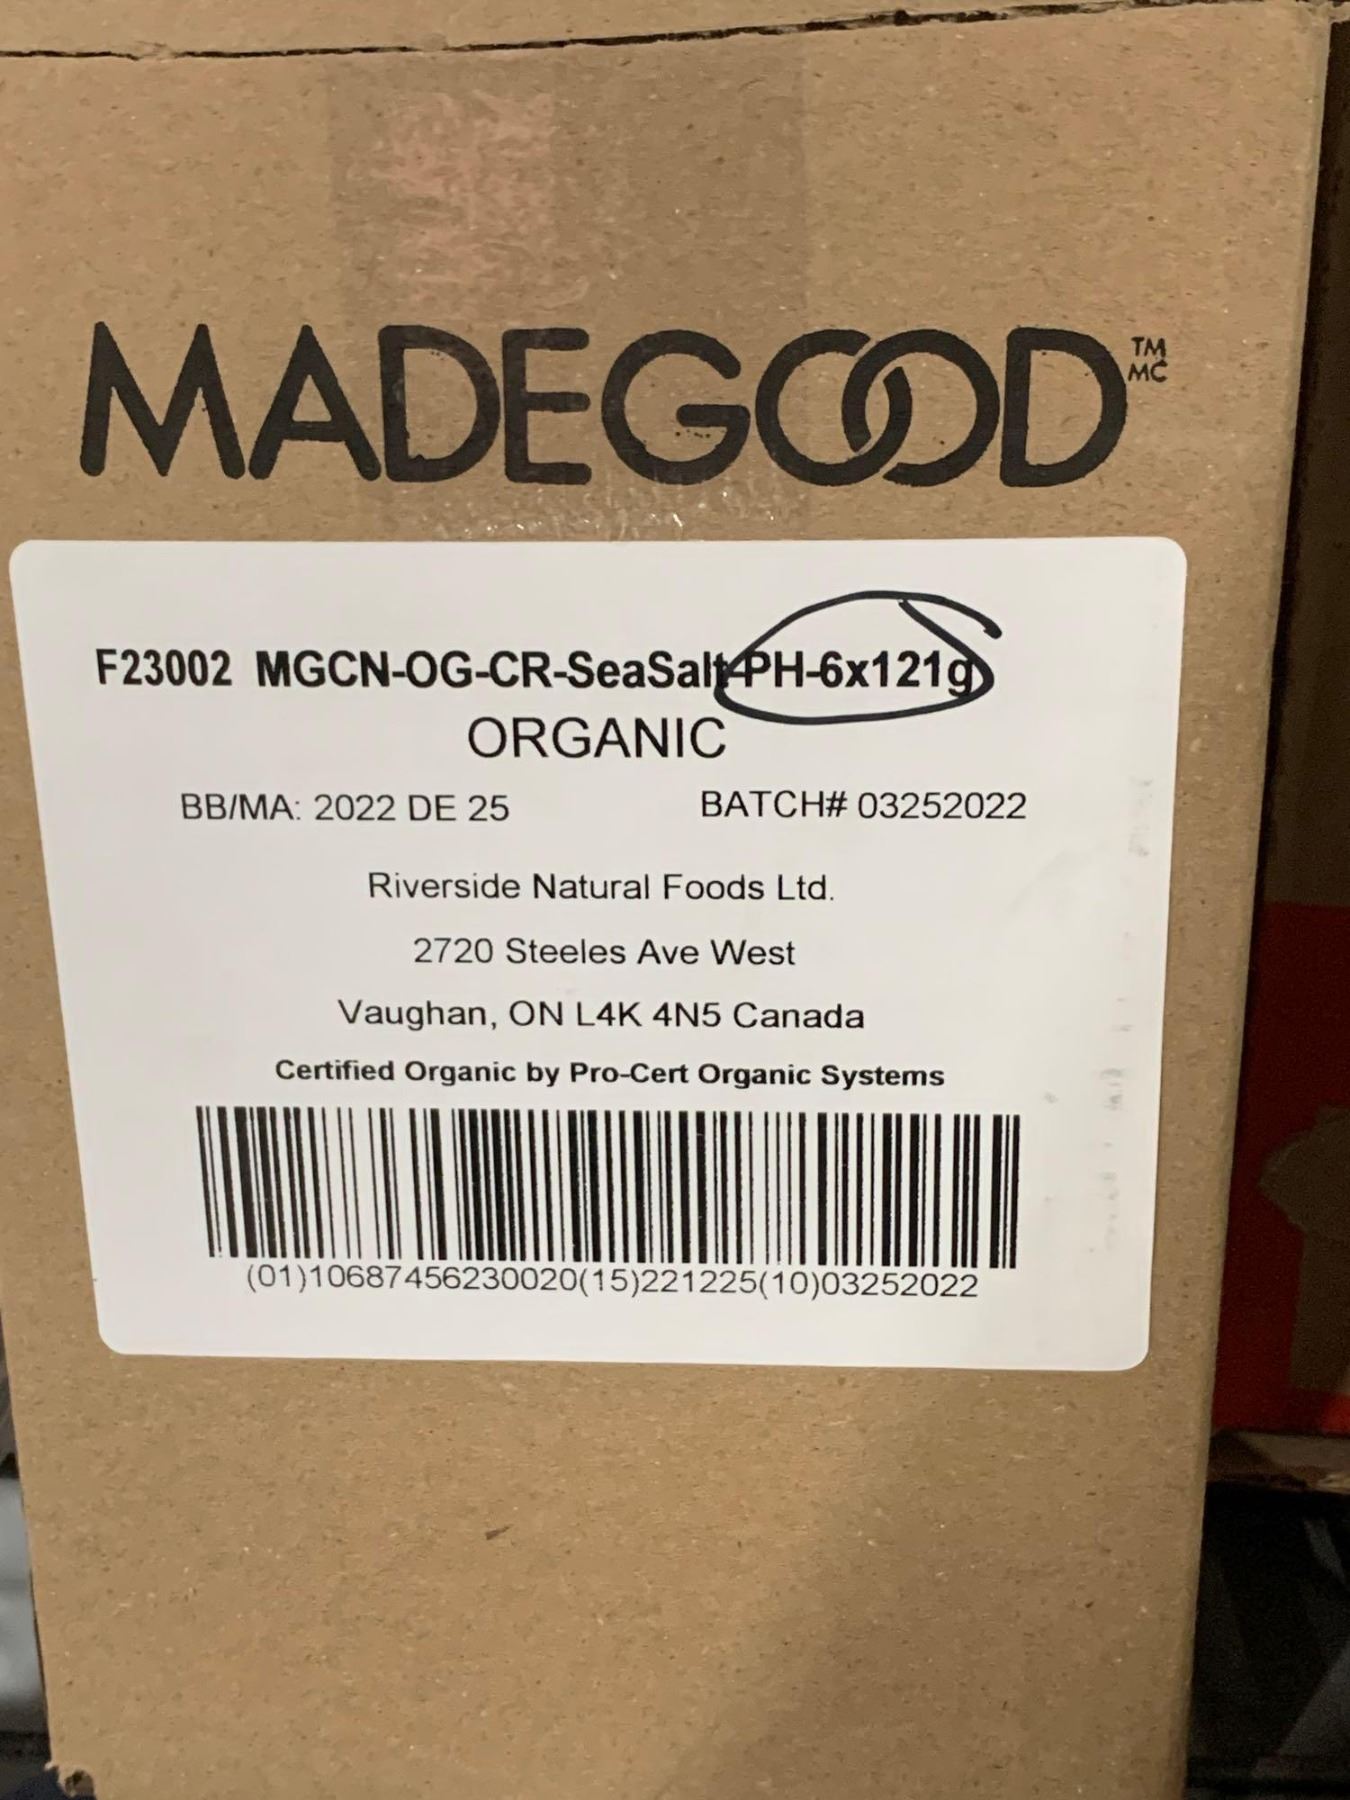 MADEGOOD TM
MC
F23002 MGCN-OG-CR-SeaSalt-PH-6x121g
ORGANIC
BB/MA: 2022 DE 25 BATCH# 03252022
Riverside Natural Foods Ltd.
2720 Steeles Ave West
Vaughan, ON L4K 4N5 Canada
Certified Organic by Pro-Cert Organic Systems
(01)10687456230020(15)221225(10)03252022